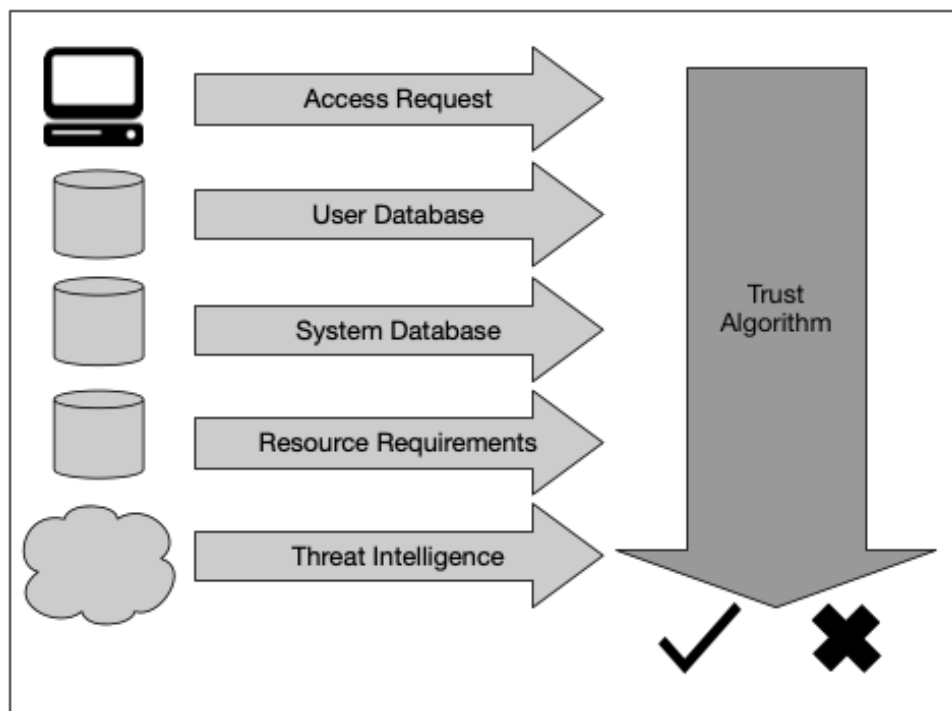 Access Request
User Database
System Database
Resource Requirements
Threat Intelligence
Trust
Algorithm